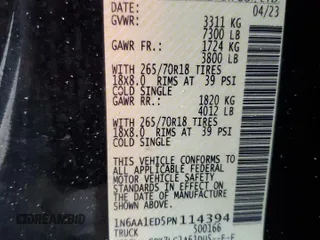 DATE: 04/23
GVWR: 3311 KG
7300 LB
GAWR FR.: 1724 KG
3800 LB
WITH 265/70R18 TIRES
18X8.0 RIMS AT 39 PSI
COLD SINGLE
GAWR RR.: 1820 KG
4012 LB
WITH 265/70R18 TIRES
18X8.0 RIMS AT 39 PSI
COLD SINGLE
THIS VEHICLE CONFORMS TO
ALL APPLICABLE FEDERAL
MOTOR VEHICLE SAFETY
STANDARDS IN EFFECT ON
THE DATE OF MANUFACTURE
SHOWN ABOVE.
1N6AA1ED5PN114394
TRUCK S00166
DREAM.BID